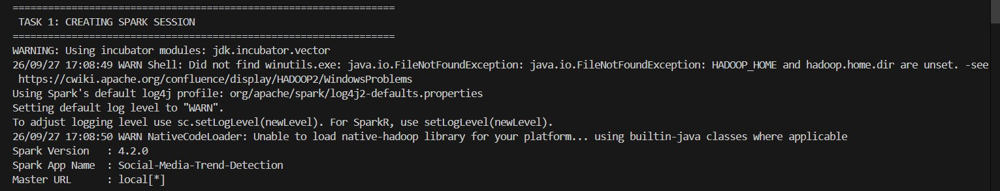 =================================================================
TASK 1: CREATING SPARK SESSION
=================================================================
WARNING: Using incubator modules: jdk.incubator.vector
26/09/27 17:08:49 WARN Shell: Did not find winutils.exe: java.io.FileNotFoundException: java.io.FileNotFoundException: HADOOP_HOME and hadoop.home.dir are unset. -see
https://cwiki.apache.org/confluence/display/HADOOP2/WindowsProblems
Using Spark's default log4j profile: org/apache/spark/log4j2-defaults.properties
Setting default log level to "WARN".
To adjust logging level use sc.setLogLevel(newLevel). For SparkR, use setLogLevel(newLevel).
26/09/27 17:08:50 WARN NativeCodeLoader: Unable to load native-hadoop library for your platform... using builtin-java classes where applicable
Spark Version   : 4.2.0
Spark App Name  : Social-Media-Trend-Detection
Master URL      : local[*]